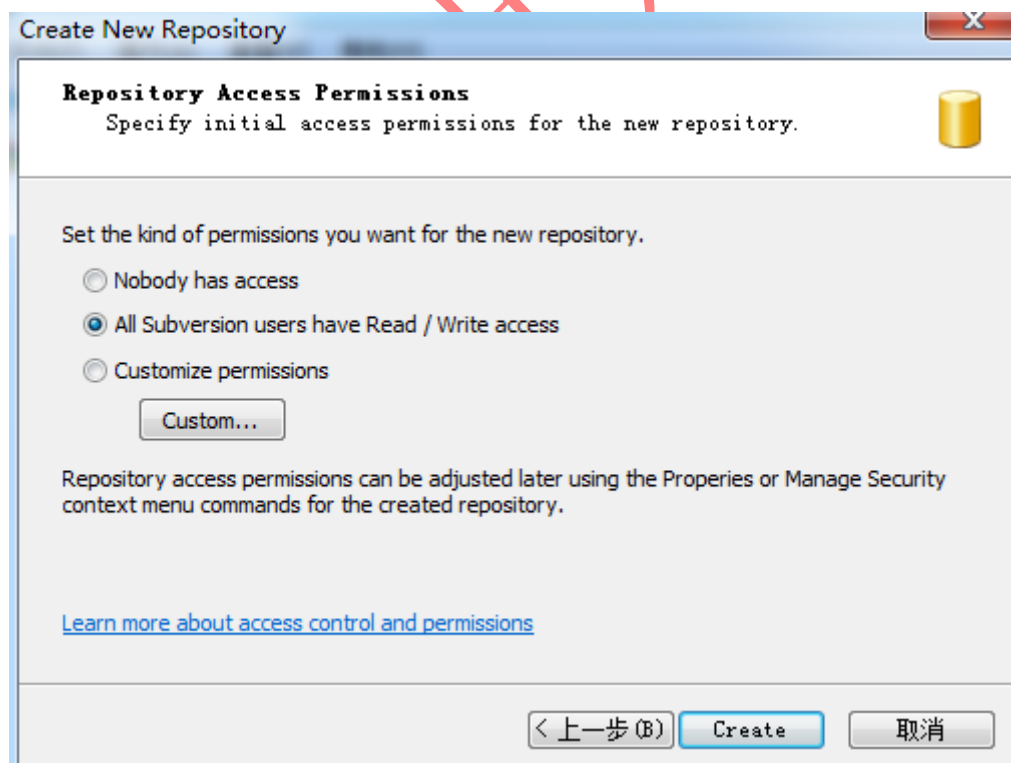 Create New Repository
Repository Access Permissions
Specify initial access permissions for the new repository.
Set the kind of permissions you want for the new repository.
Nobody has access
All Subversion users have Read / Write access
Customize permissions
Custom...
Repository access permissions can be adjusted later using the Properies or Manage Security
context menu commands for the created repository.
Learn more about access control and permissions
< 上一步(B) Create 取消